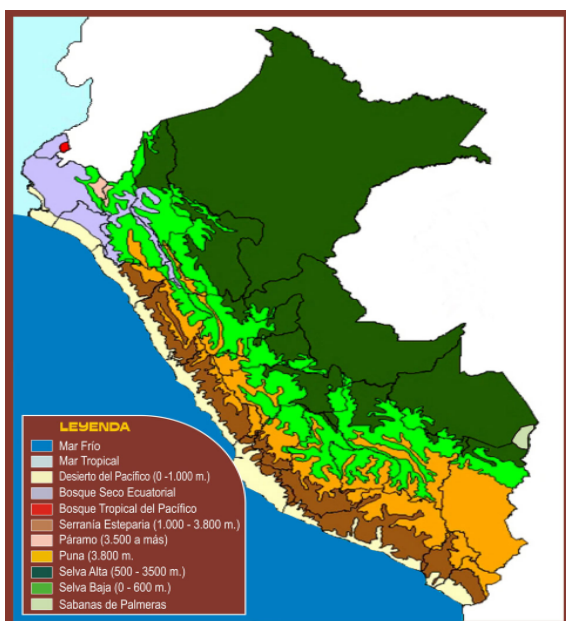 LEYENDA
Mar Frío
Mar Tropical
Desierto del Pacífico (0 -1.000 m.)
Bosque Seco Ecuatorial
Bosque Tropical del Pacífico
Serranía Esteparia (1.000 - 3.800 m.)
Páramo (3.500 a más)
Puna (3.800 m.
Selva Alta (500 - 3500 m.)
Selva Baja (0 - 600 m.)
Sabanas de Palmeras